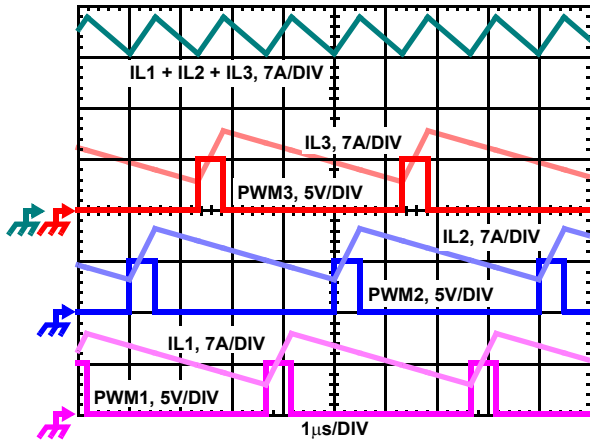 IL1 + IL2 + IL3, 7A/DIV
IL3, 7A/DIV
PWM3, 5V/DIV
IL2, 7A/DIV
PWM2, 5V/DIV
IL1, 7A/DIV
PWM1, 5V/DIV
1μs/DIV